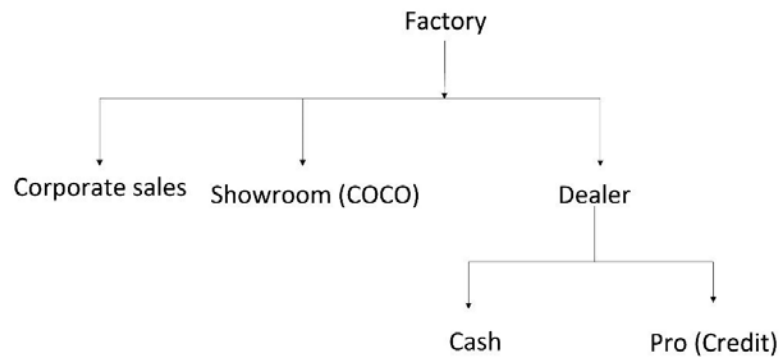 Factory
Corporate sales
Showroom (COCO)
Dealer
Cash
Pro (Credit)